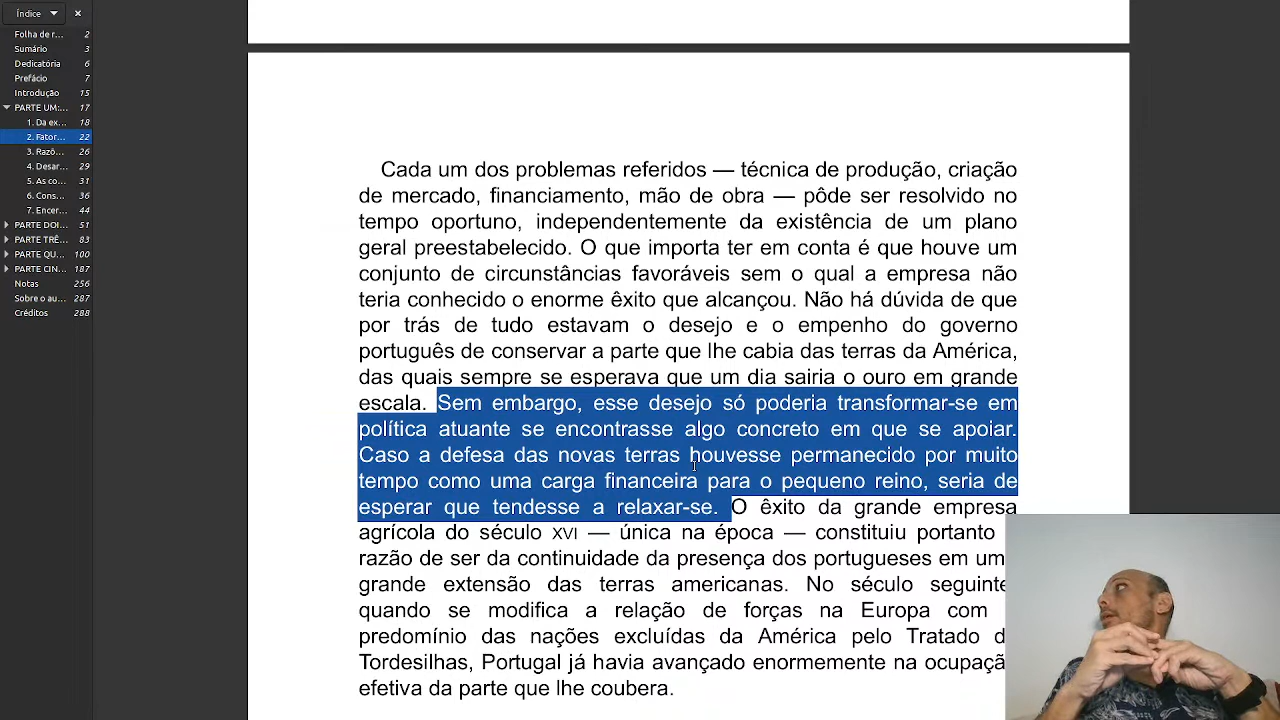 Índice
Folha de r... 2
Sumário 3
Dedicatória 6
Prefácio 7
Introdução 15
PARTE UM:... 17
1. Da ex... 18
2. Fator... 22
3. Razõ... 26
4. Desar... 29
5. As co... 31
6. Cons... 36
7. Encer... 44
PARTE DOI... 51
PARTE TRÊ... 83
PARTE QU... 100
PARTE CIN... 187
Notas 256
Sobre o au... 287
Créditos 288
Cada um dos problemas referidos — técnica de produção, criação
de mercado, financiamento, mão de obra — pôde ser resolvido no
tempo oportuno, independentemente da existência de um plano
geral preestabelecido. O que importa ter em conta é que houve um
conjunto de circunstâncias favoráveis sem o qual a empresa não
teria conhecido o enorme êxito que alcançou. Não há dúvida de que
por trás de tudo estavam o desejo e o empenho do governo
português de conservar a parte que lhe cabia das terras da América,
das quais sempre se esperava que um dia sairia o ouro em grande
escala. Sem embargo, esse desejo só poderia transformar-se em
política atuante se encontrasse algo concreto em que se apoiar.
Caso a defesa das novas terras houvesse permanecido por muito
tempo como uma carga financeira para o pequeno reino, seria de
esperar que tendesse a relaxar-se. O êxito da grande empresa
agrícola do século XVI — única na época — constituiu portanto
razão de ser da continuidade da presença dos portugueses em um
grande extensão das terras americanas. No século seguinte
quando se modifica a relação de forças na Europa com
predomínio das nações excluídas da América pelo Tratado d
Tordesilhas, Portugal já havia avançado enormemente na ocupaçã
efetiva da parte que lhe coubera.